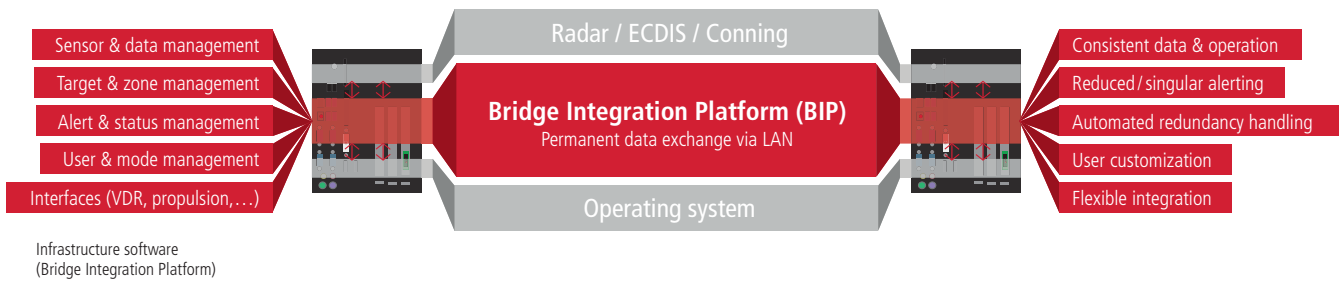 Sensor & data management
Target & zone management
Alert & status management
User & mode management
Interfaces (VDR, propulsion,…)
Radar / ECDIS / Conning
Bridge Integration Platform (BIP)
Permanent data exchange via LAN
Operating system
Consistent data & operation
Reduced/singular alerting
Automated redundancy handling
User customization
Flexible integration
Infrastructure software
(Bridge Integration Platform)